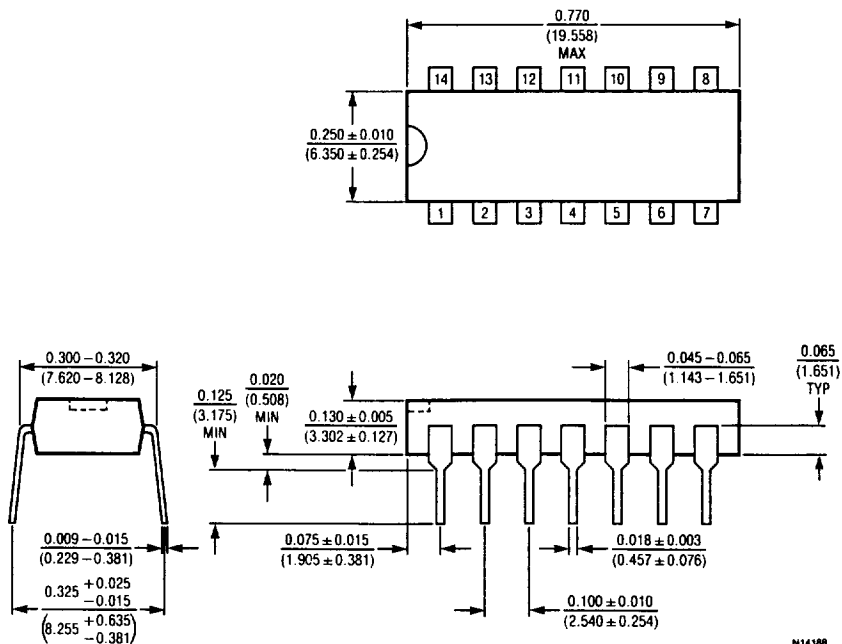 0.770
(19.558)
MAX
14 13 12 11 10 9 8
0.250 ± 0.010
(6.350 ± 0.254)
1 2 3 4 5 6 7
0.300 – 0.320
(7.620 – 8.128)
0.125
(3.175)
MIN
0.020
(0.508)
MIN
0.130 ± 0.005
(3.302 ± 0.127)
0.045 – 0.065
(1.143 – 1.651)
0.065
(1.651)
TYP
0.009 – 0.015
(0.229 – 0.381)
0.075 ± 0.015
(1.905 ± 0.381)
0.018 ± 0.003
(0.457 ± 0.076)
0.325 +0.025
–0.015
(8.255 +0.635
–0.381)
0.100 ± 0.010
(2.540 ± 0.254)